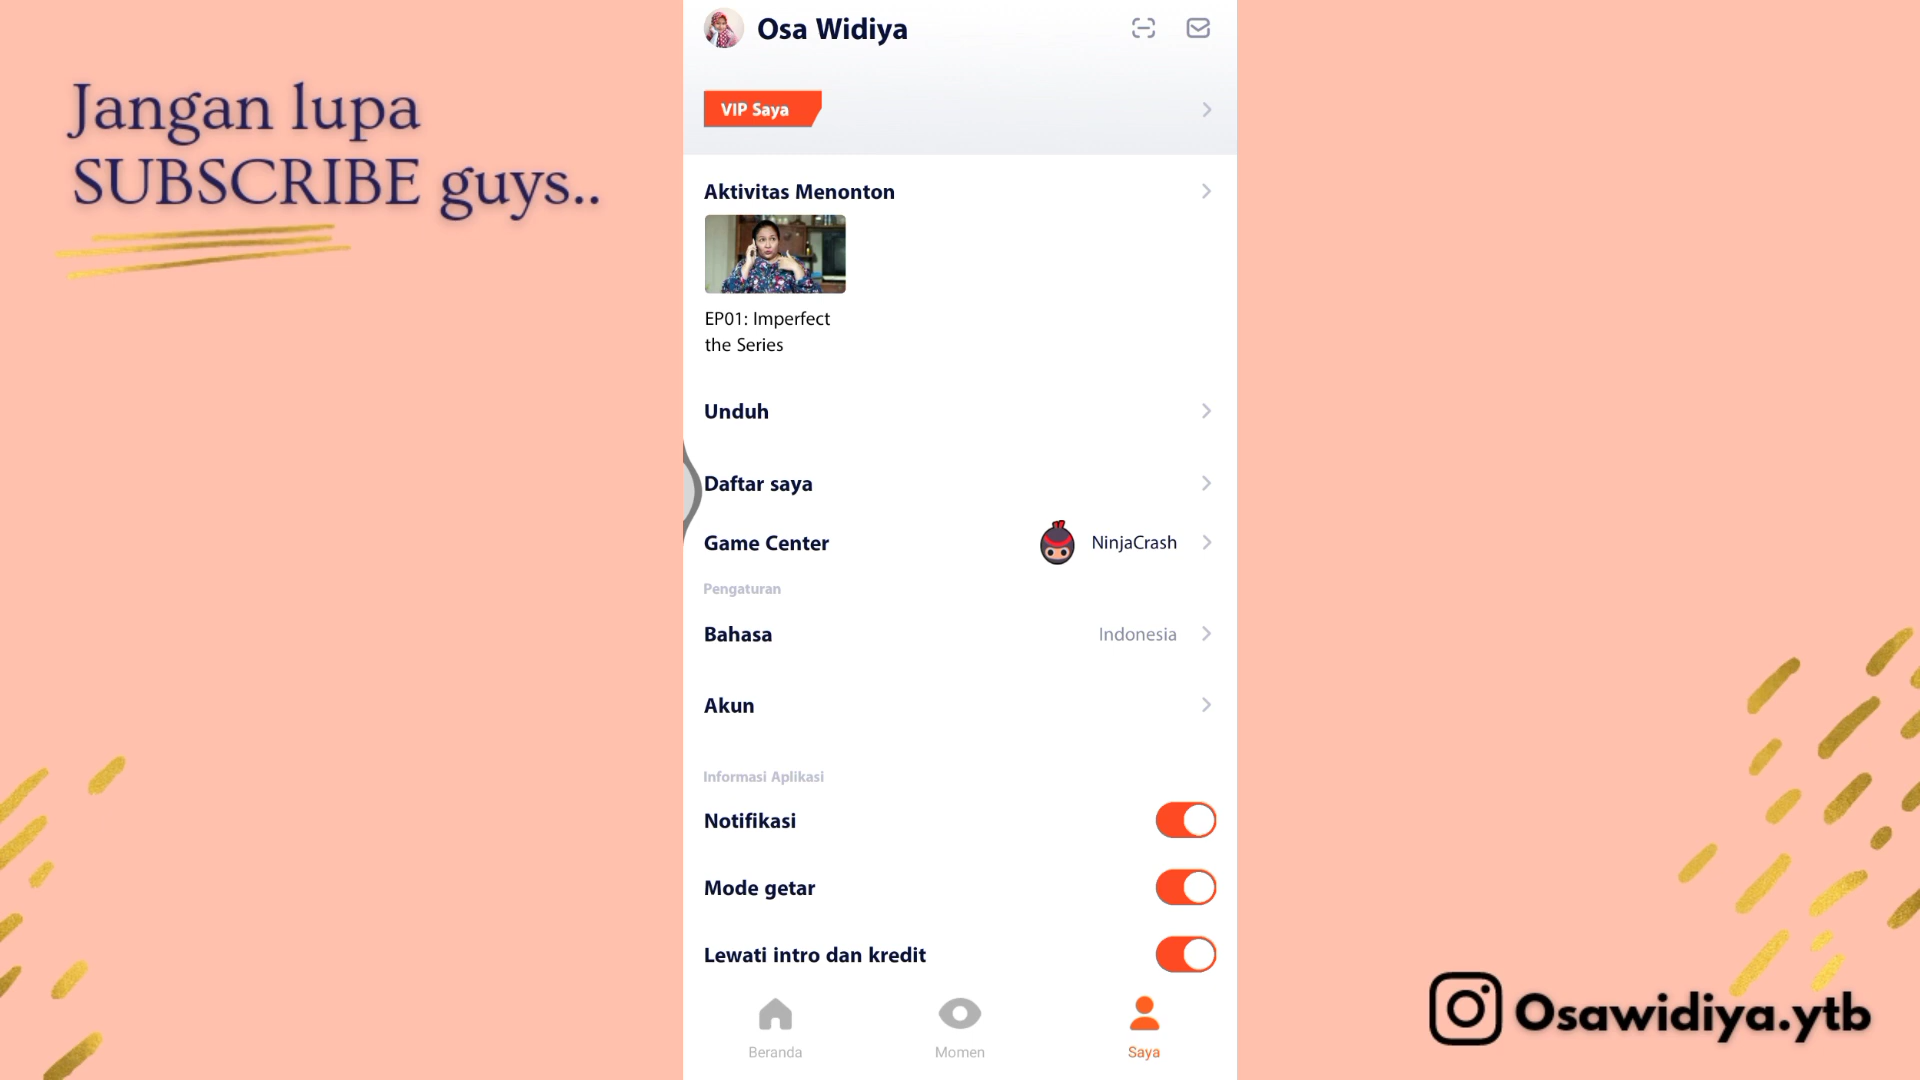 Jangan lupa
SUBSCRIBE guys..
Osa Widiya
VIP Saya
Aktivitas Menonton
EP01: Imperfect
the Series
Unduh
Daftar saya
Game Center NinjaCrash
Pengaturan
Bahasa Indonesia
Akun
Informasi Aplikasi
Notifikasi
Mode getar
Lewati intro dan kredit
Beranda Momen Saya
Osawidiya.ytb